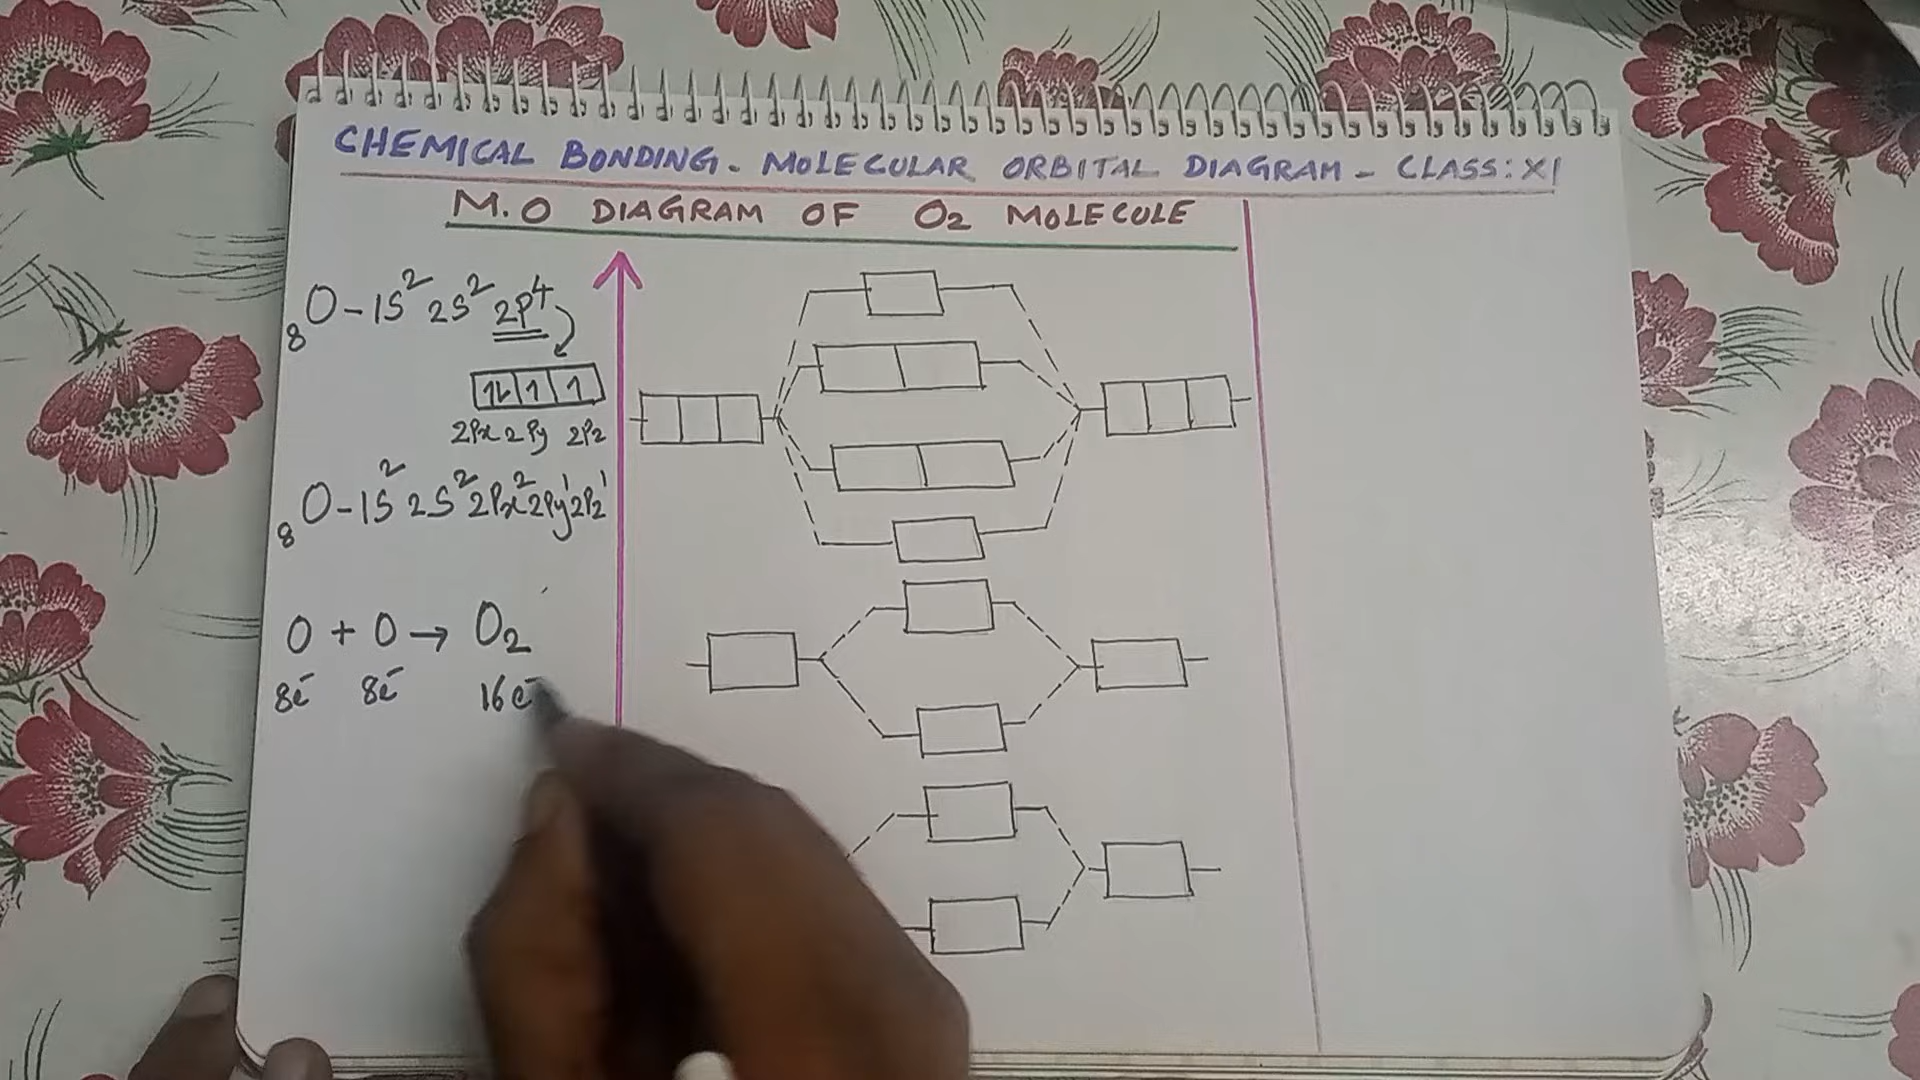 CHEMICAL BONDING - MOLECULAR ORBITAL DIAGRAM - CLASS: XI
M.O DIAGRAM OF O₂ MOLECULE
₈O - 1S² 2S² 2P⁴
1L 1 1
2Px 2Py 2Pz
₈O - 1S² 2S² 2Px² 2Py¹ 2Pz¹
O + O → O₂
8e⁻ 8e⁻ 16e⁻